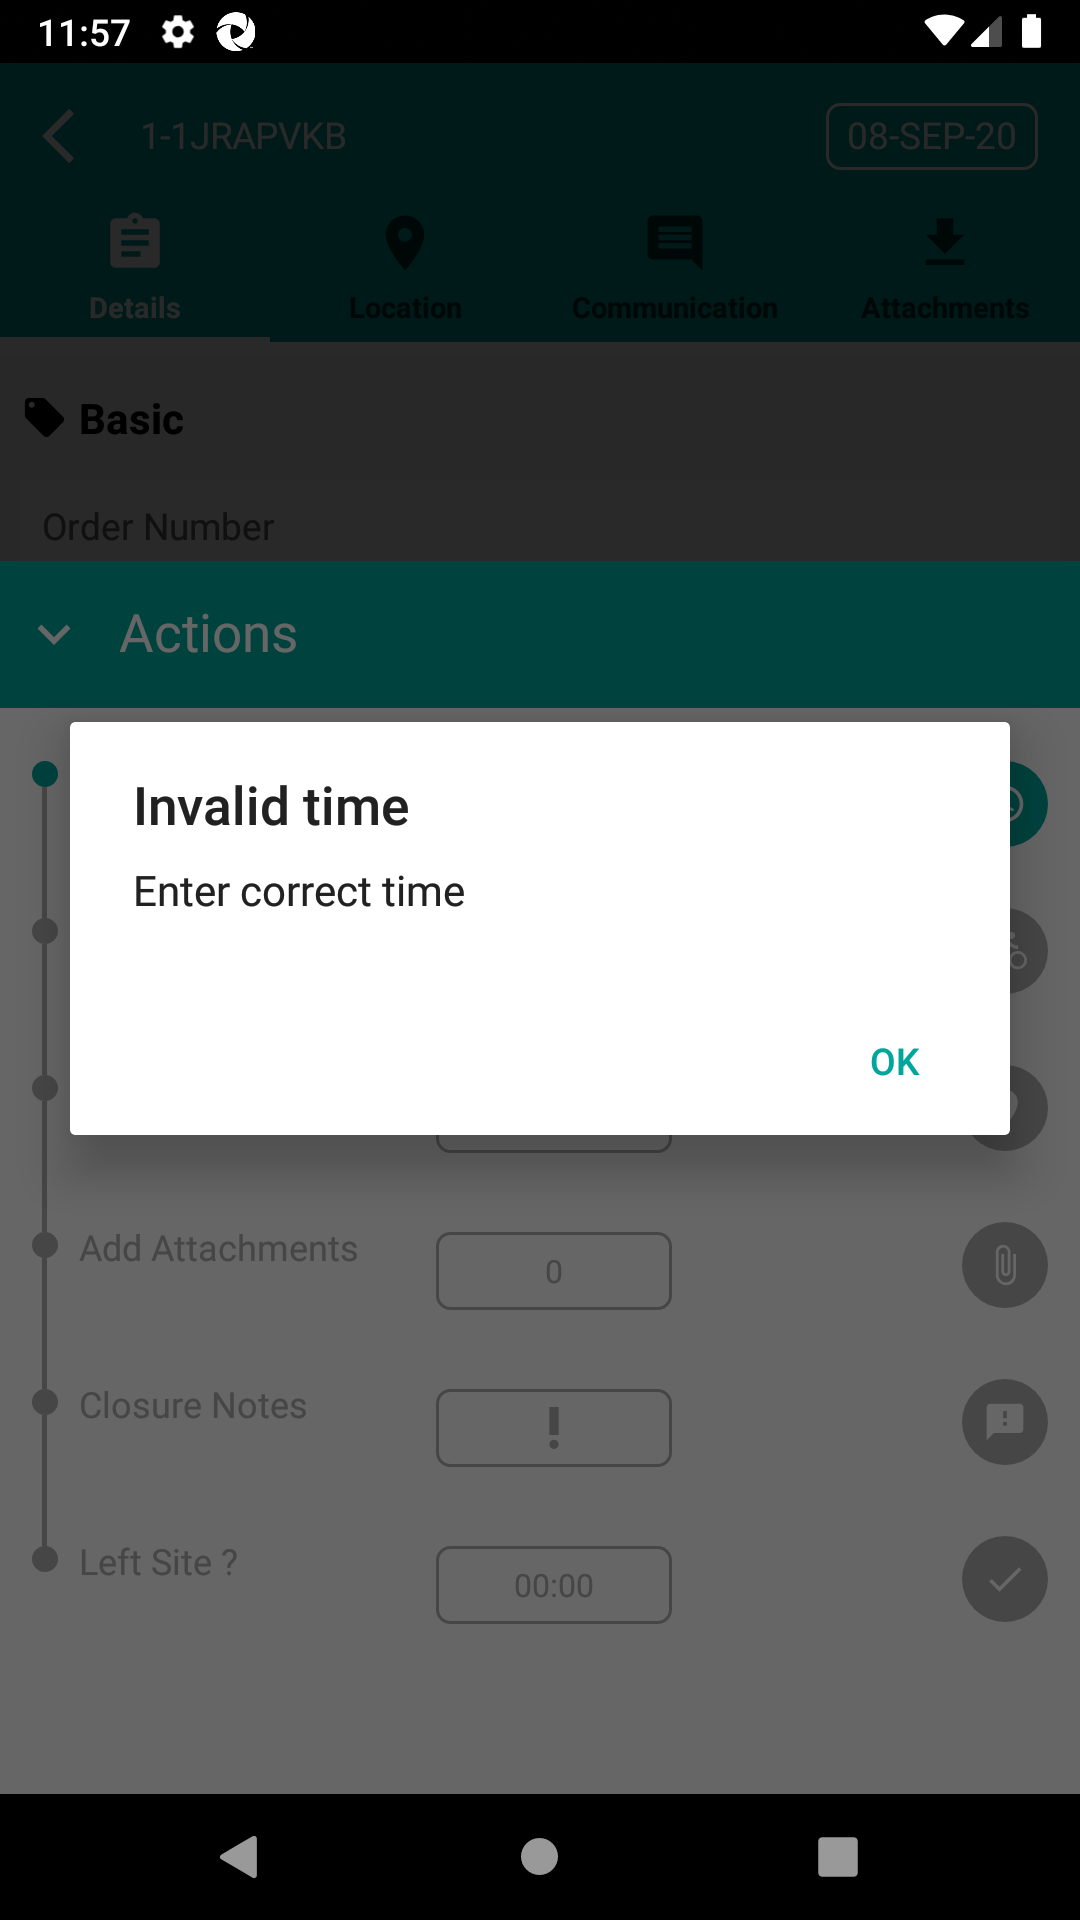 11:57
1-1JRAPVKB
08-SEP-20
Details
Location
Communication
Attachments
Basic
Order Number
Actions
Invalid time
Enter correct time
OK
Add Attachments
0
Closure Notes
!
Left Site ?
00:00